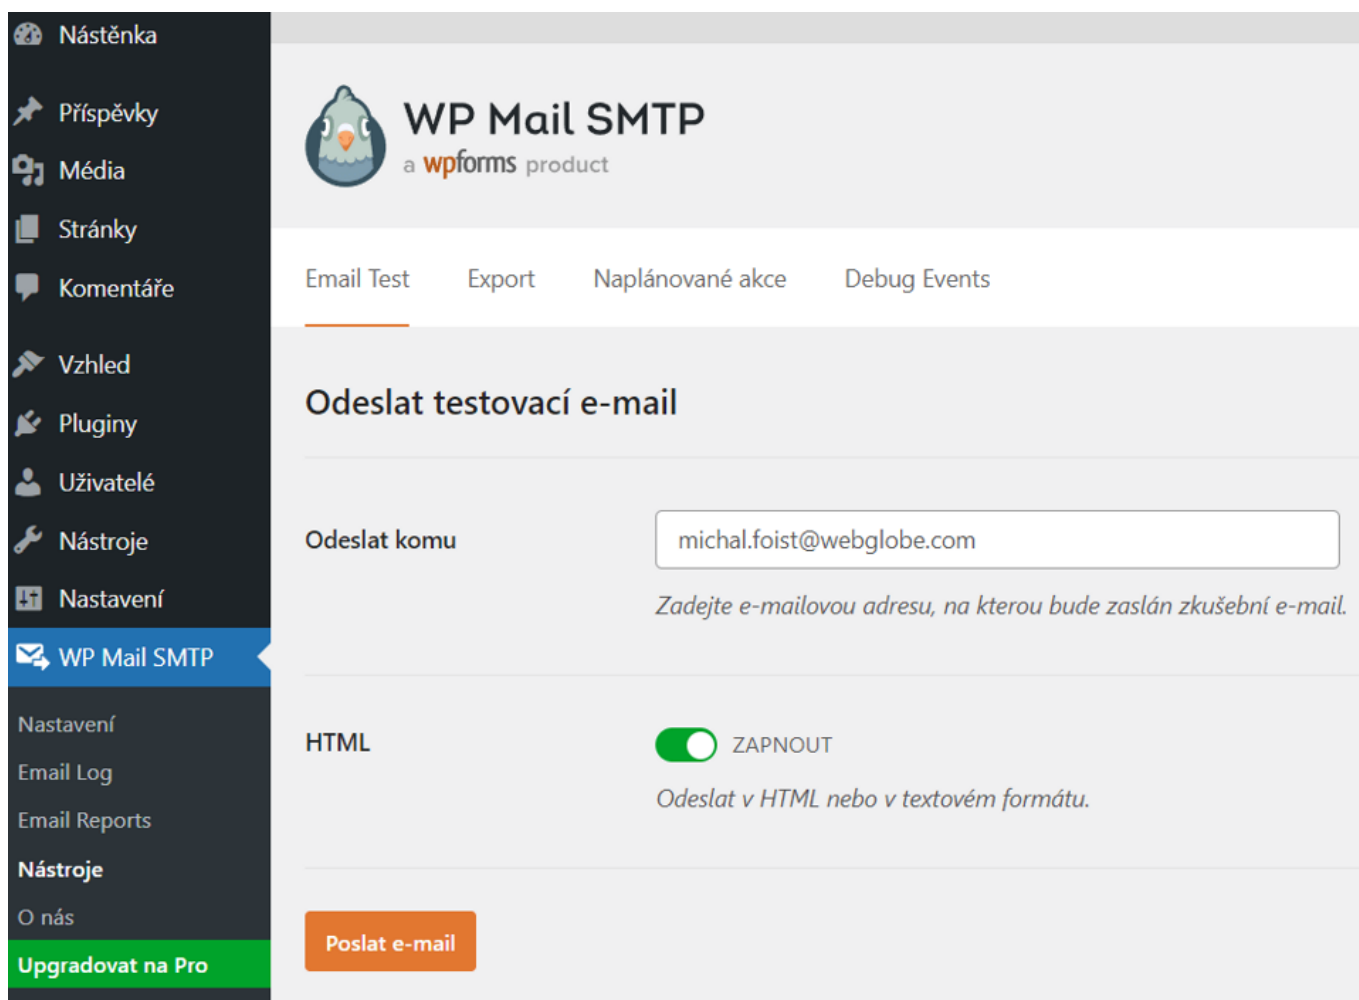 Nástěnka
Příspěvky
Média
Stránky
Komentáře
Vzhled
Pluginy
Uživatelé
Nástroje
Nastavení
WP Mail SMTP
Nastavení
Email Log
Email Reports
Nástroje
O nás
Upgradovat na Pro
WP Mail SMTP
a wpforms product
Email Test Export Naplánované akce Debug Events
Odeslat testovací e-mail
Odeslat komu michal.foist@webglobe.com
Zadejte e-mailovou adresu, na kterou bude zaslán zkušební e-mail.
HTML ZAPNOUT
Odeslat v HTML nebo v textovém formátu.
Poslat e-mail